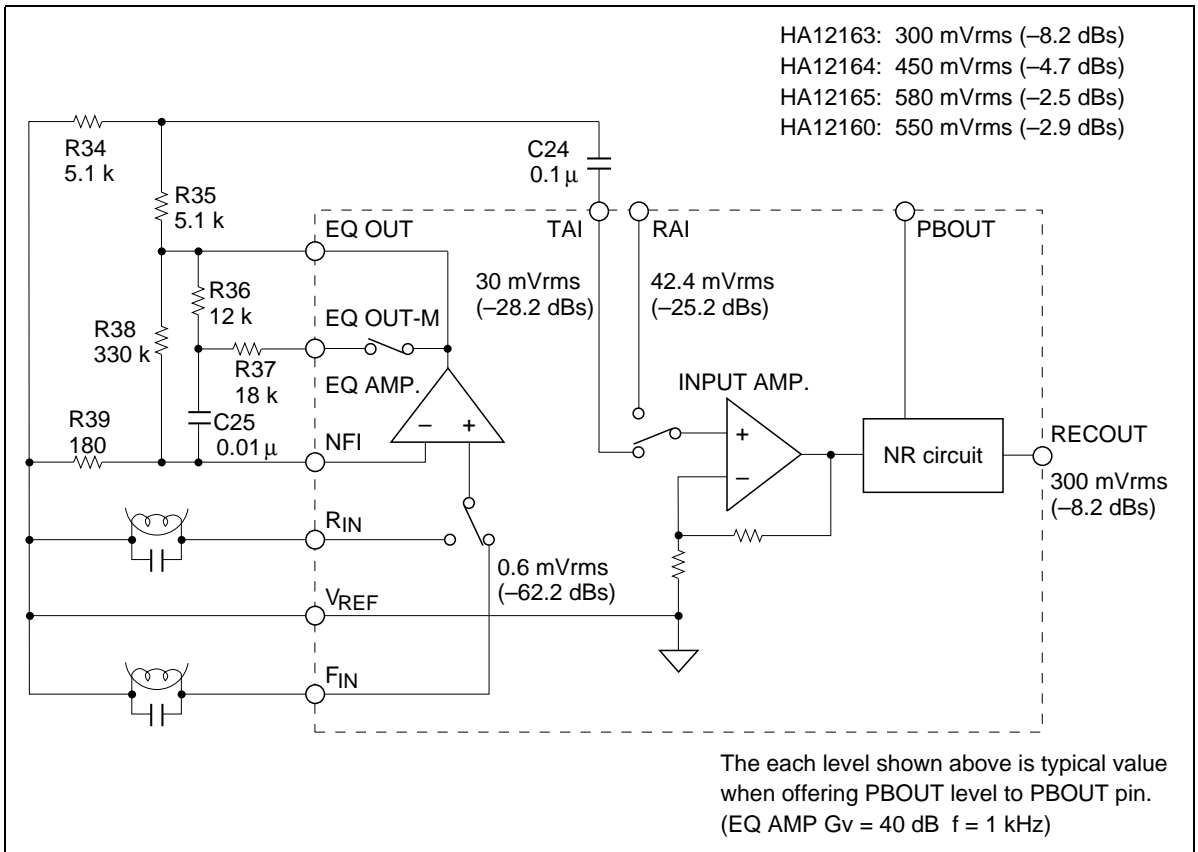 HA12163: 300 mVrms (–8.2 dBs)
HA12164: 450 mVrms (–4.7 dBs)
HA12165: 580 mVrms (–2.5 dBs)
HA12160: 550 mVrms (–2.9 dBs)
R34
5.1 k
C24
0.1 µ
R35
5.1 k
EQ OUT
TAI
RAI
PBOUT
R36
12 k
30 mVrms
(–28.2 dBs)
42.4 mVrms
(–25.2 dBs)
R38
330 k
EQ OUT-M
R37
18 k
EQ AMP.
INPUT AMP.
R39
180
C25
0.01 µ
NFI
– +
+
–
NR circuit
RECOUT
300 mVrms
(–8.2 dBs)
RIN
0.6 mVrms
(–62.2 dBs)
VREF
FIN
The each level shown above is typical value
when offering PBOUT level to PBOUT pin.
(EQ AMP Gv = 40 dB f = 1 kHz)